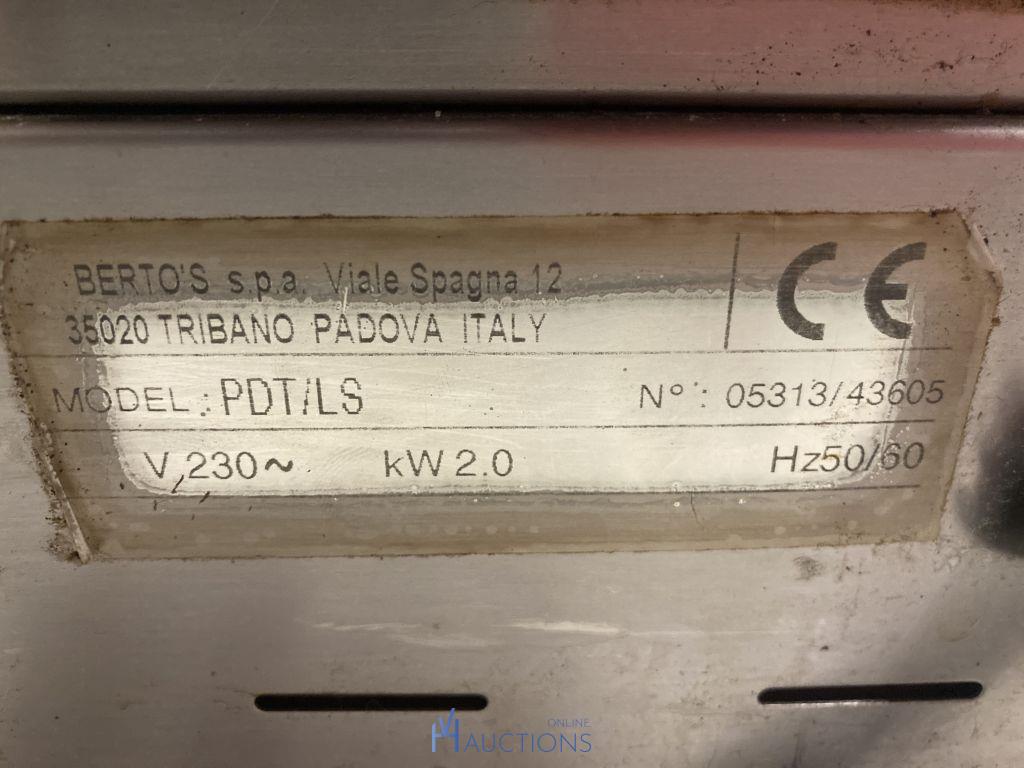 BERTO'S s.p.a. Viale Spagna 12
35020 TRIBANO PADOVA ITALY
CE
MODEL : PDT/LS N° : 05313/43605
V 230~ kW 2.0 Hz50/60
ONLINE
AUCTIONS